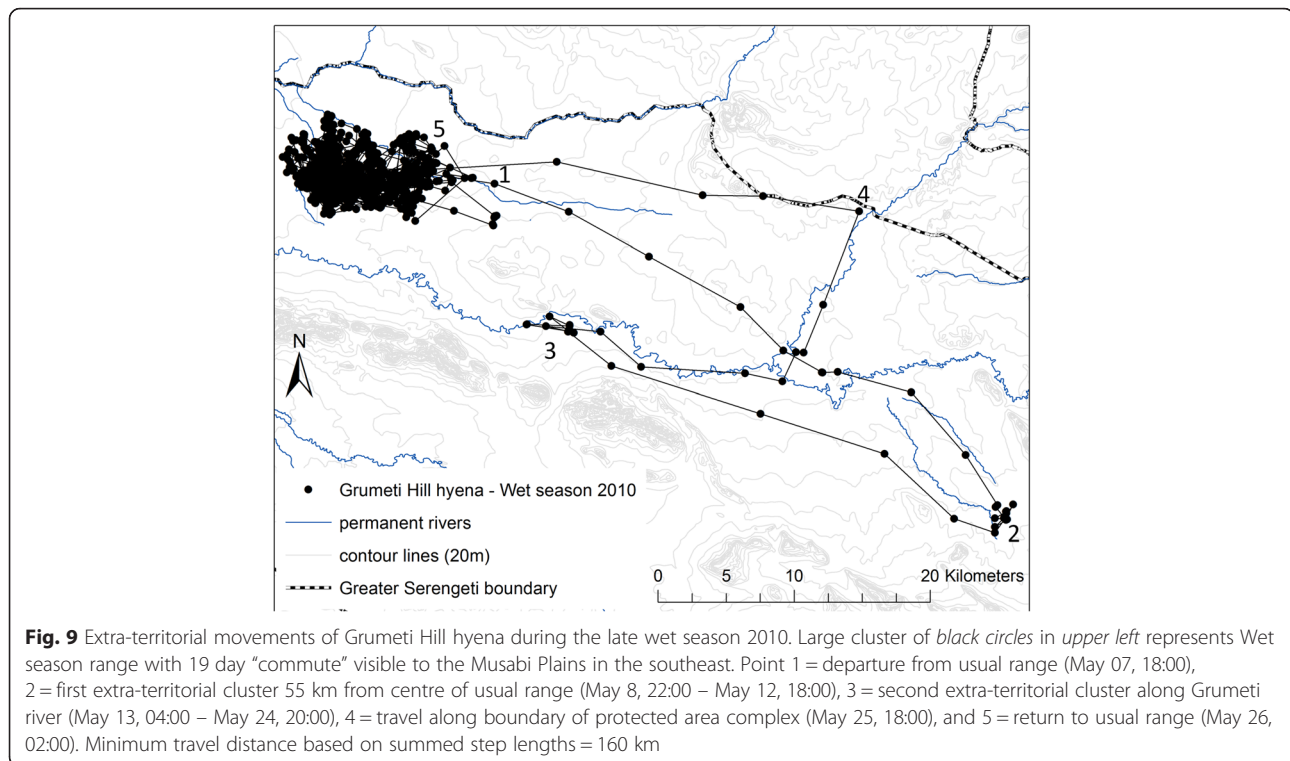 5
1
4
3
N
2
Grumeti Hill hyena - Wet season 2010
permanent rivers
contour lines (20m)
Greater Serengeti boundary
0 5 10 20 Kilometers
Fig. 9 Extra-territorial movements of Grumeti Hill hyena during the late wet season 2010. Large cluster of black circles in upper left represents Wet
season range with 19 day “commute” visible to the Musabi Plains in the southeast. Point 1 = departure from usual range (May 07, 18:00),
2 = first extra-territorial cluster 55 km from centre of usual range (May 8, 22:00 – May 12, 18:00), 3 = second extra-territorial cluster along Grumeti
river (May 13, 04:00 – May 24, 20:00), 4 = travel along boundary of protected area complex (May 25, 18:00), and 5 = return to usual range (May 26,
02:00). Minimum travel distance based on summed step lengths = 160 km